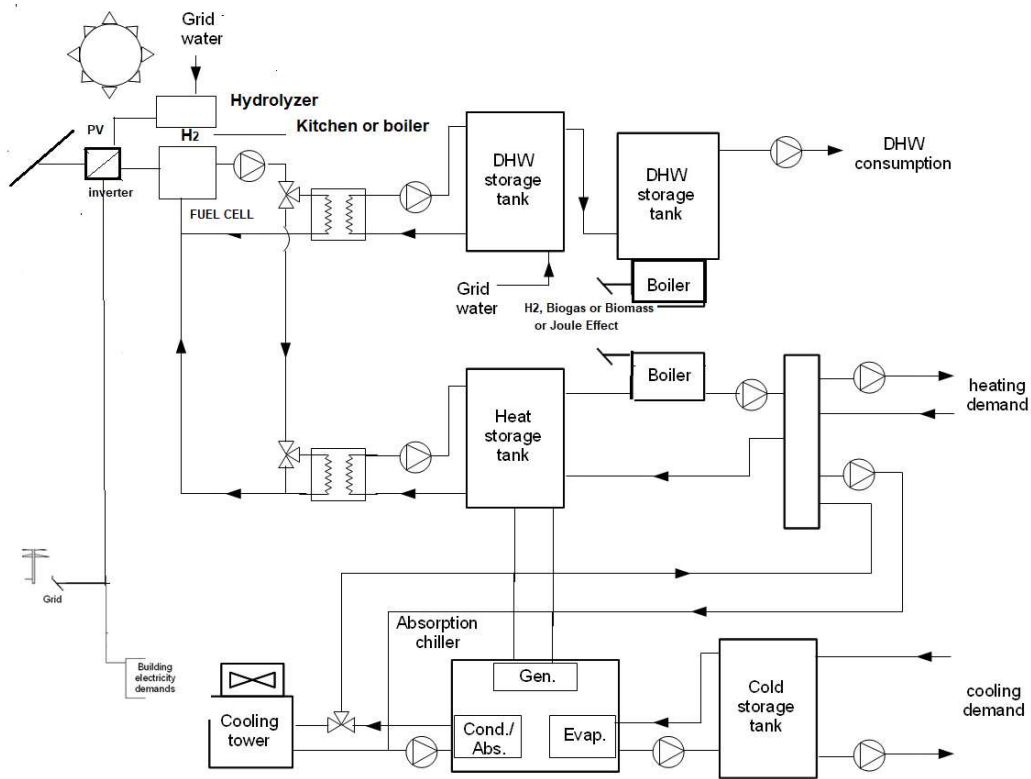 Grid
water
Hydrolyzer
PV
H2
Kitchen or boiler
inverter
FUEL CELL
DHW
storage
tank
DHW
storage
tank
DHW
consumption
Grid
water
Boiler
H2, Biogas or Biomass
or Joule Effect
Boiler
Heat
storage
tank
heating
demand
Grid
Building
electricity
demands
Absorption
chiller
Gen.
Cooling
tower
Cond./
Abs.
Evap.
Cold
storage
tank
cooling
demand